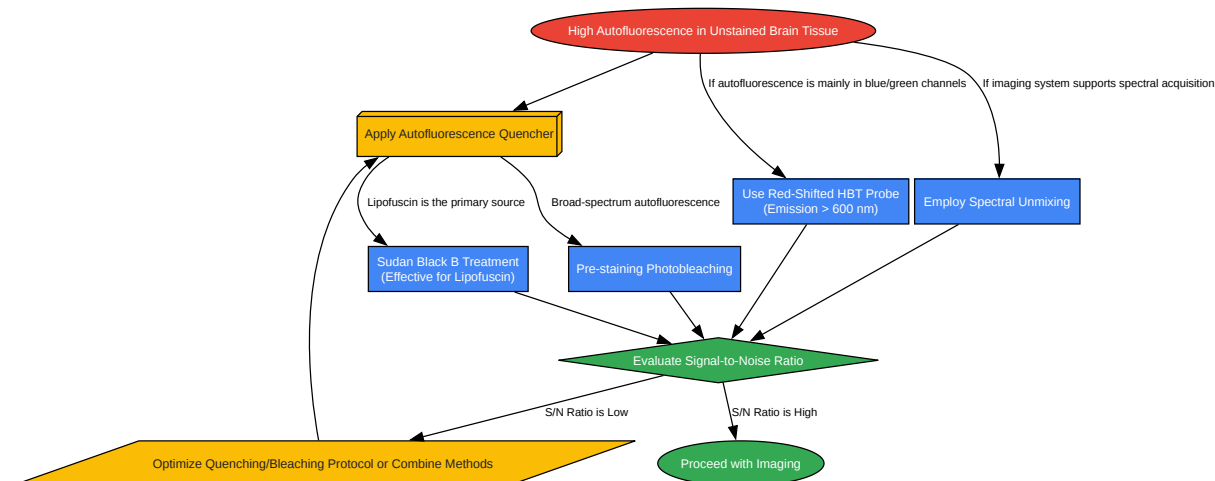 High Autofluorescence in Unstained Brain Tissue
If autofluorescence is mainly in blue/green channels
If imaging system supports spectral acquisition
Apply Autofluorescence Quencher
Lipofuscin is the primary source
Broad-spectrum autofluorescence
Use Red-Shifted HBT Probe
(Emission > 600 nm)
Employ Spectral Unmixing
Sudan Black B Treatment
(Effective for Lipofuscin)
Pre-staining Photobleaching
Evaluate Signal-to-Noise Ratio
S/N Ratio is Low
S/N Ratio is High
Optimize Quenching/Bleaching Protocol or Combine Methods
Proceed with Imaging